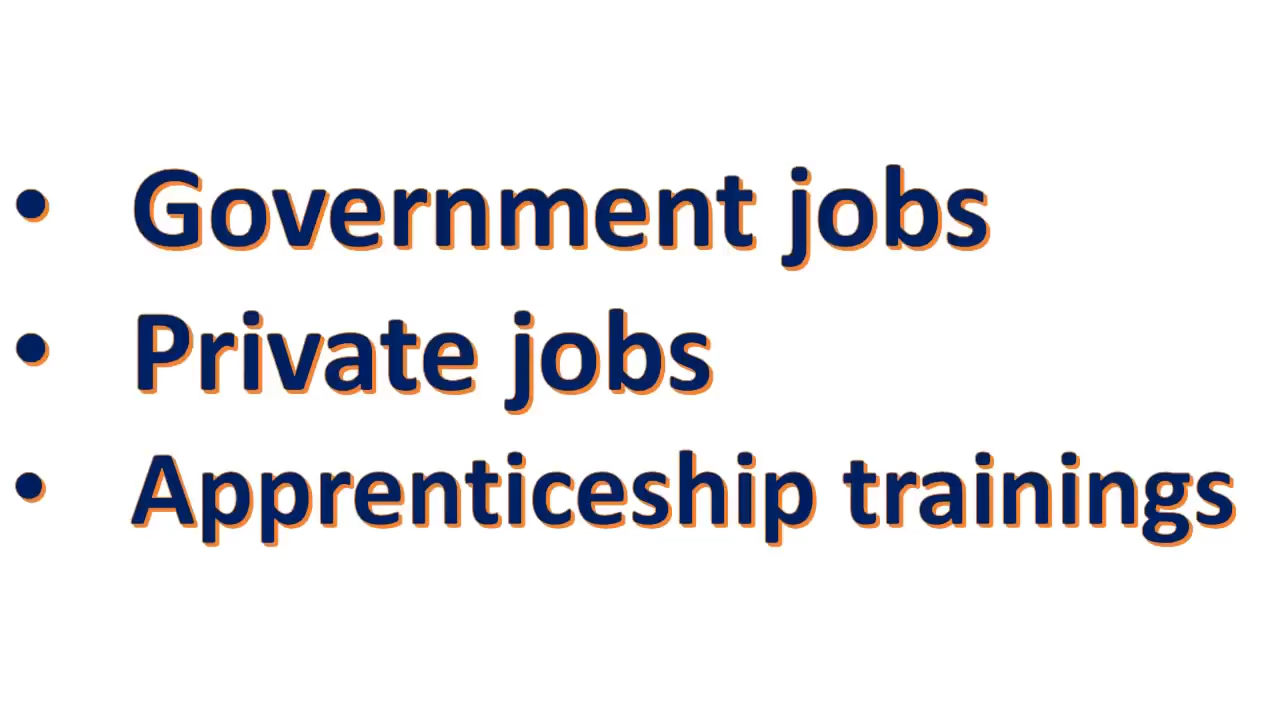 • Government jobs
• Private jobs
• Apprenticeship trainings